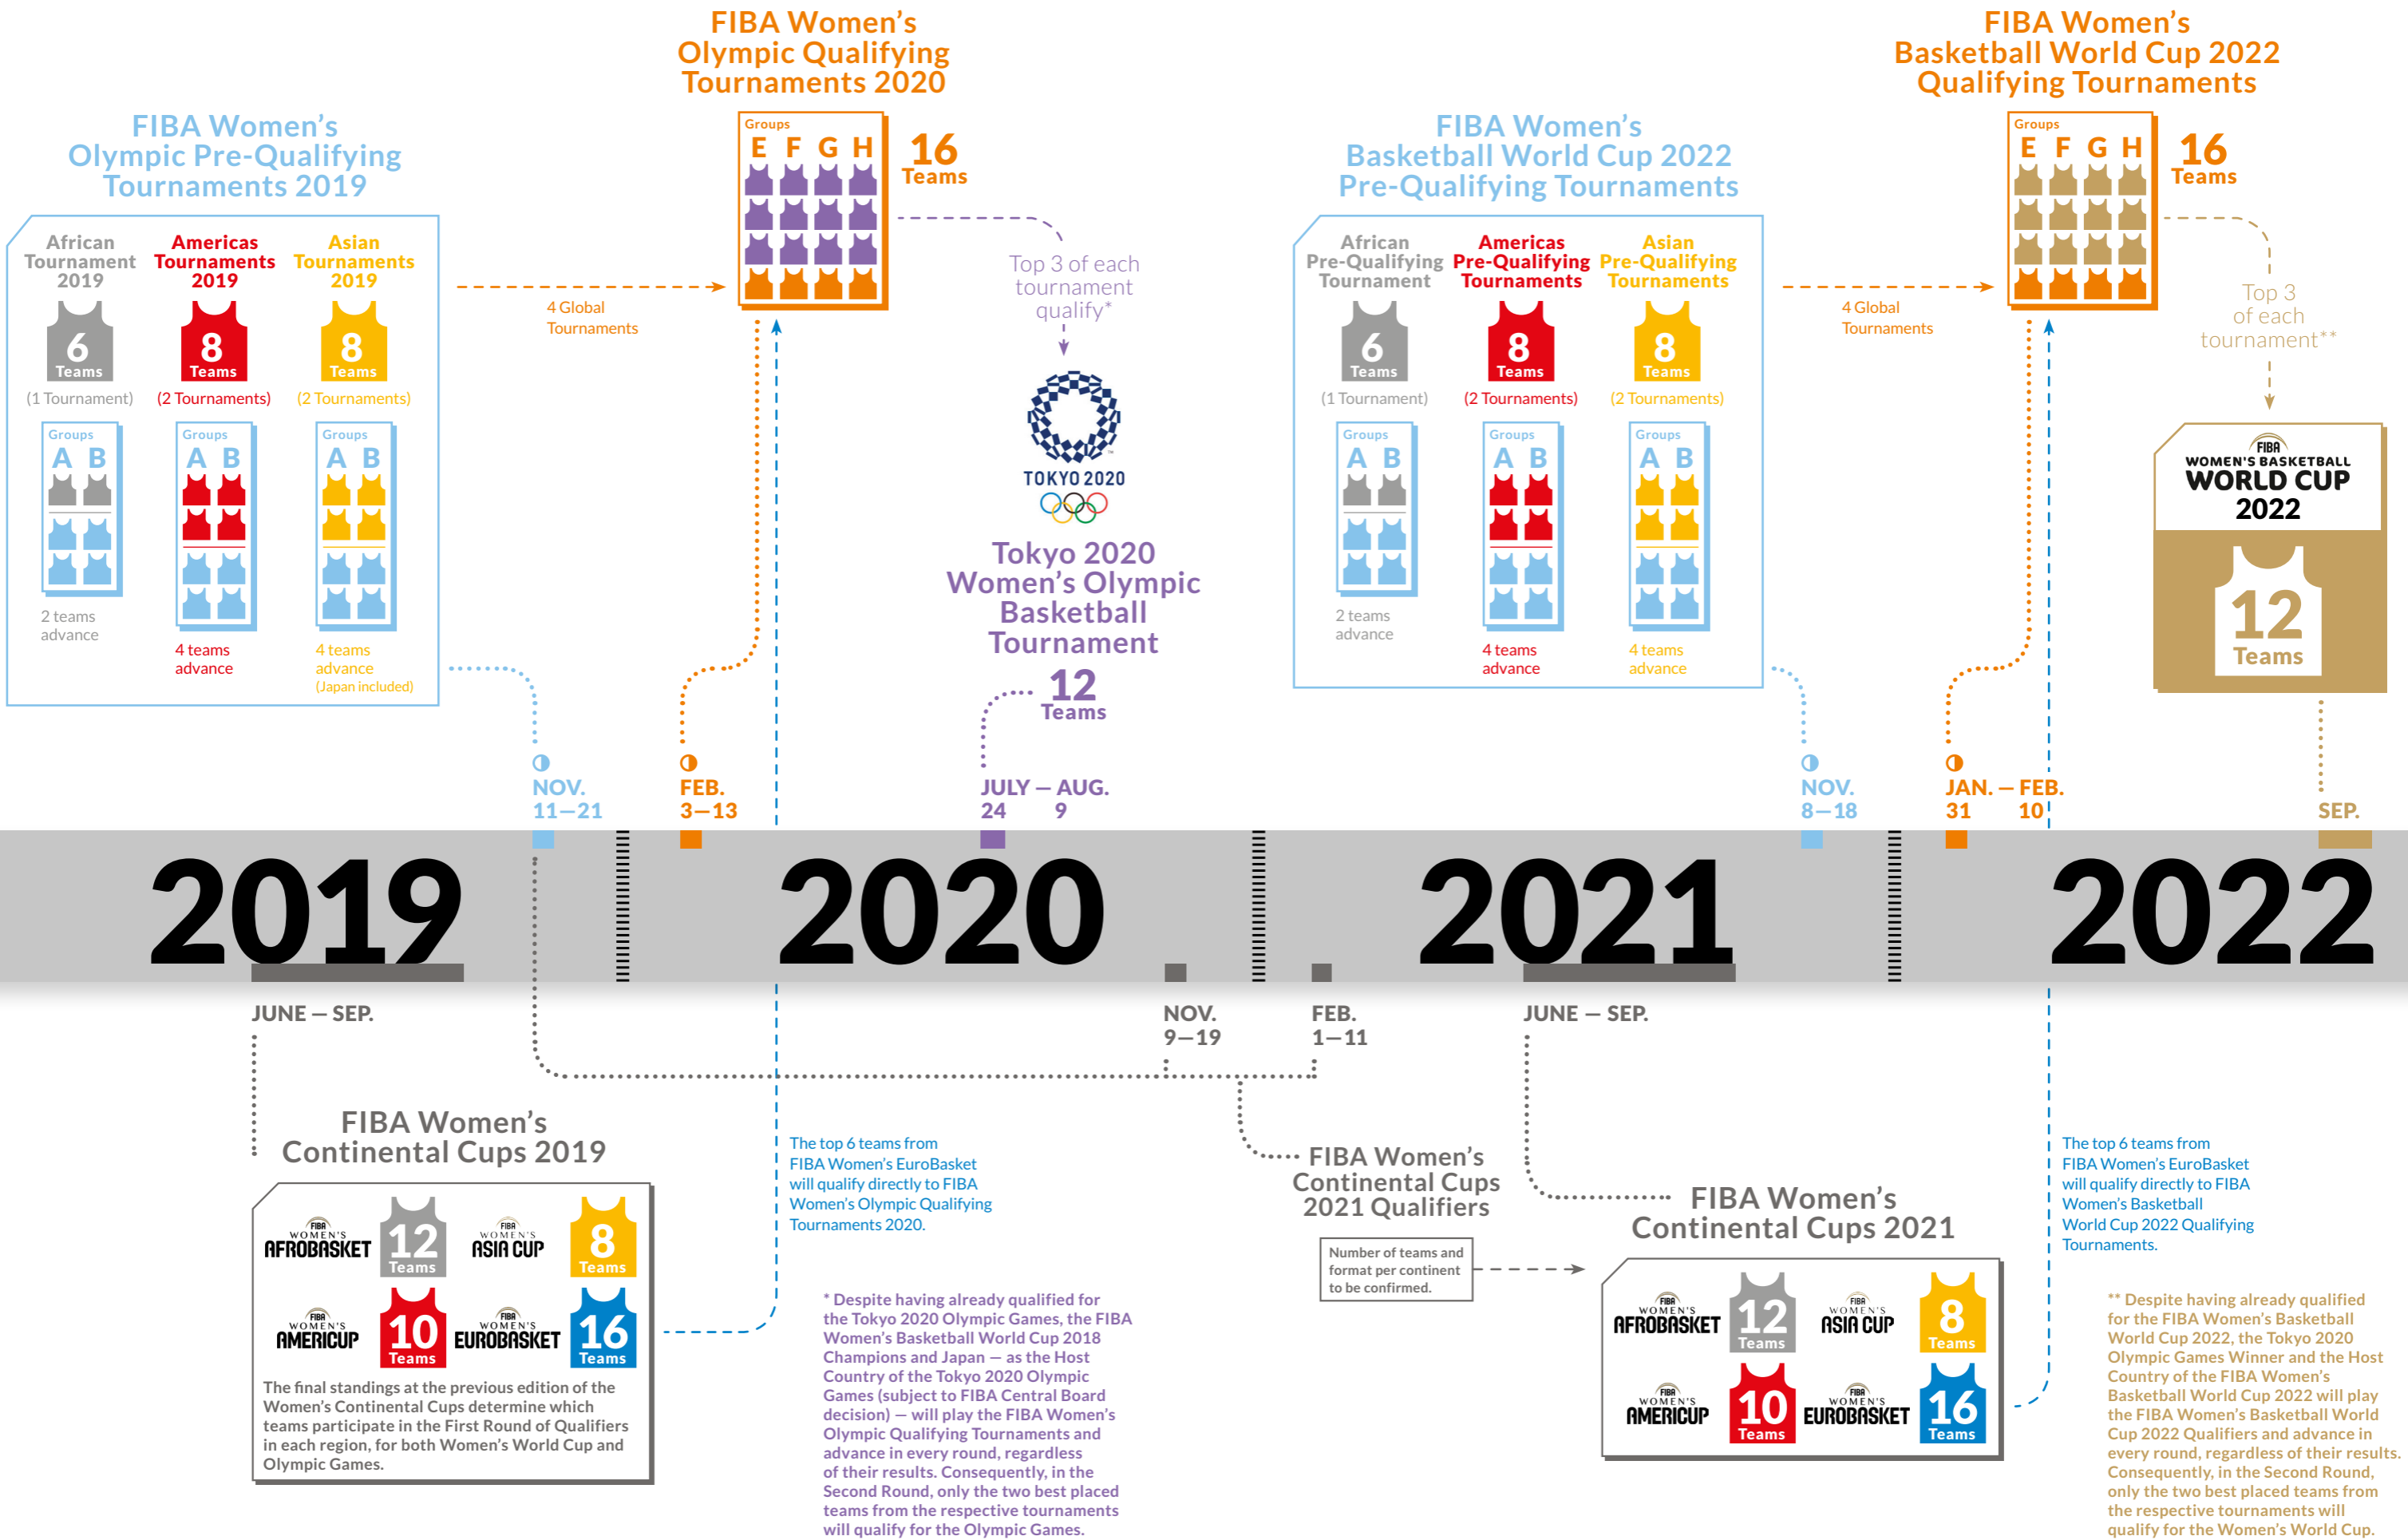 FIBA Women's
Olympic Qualifying
Tournaments 2020
Groups
E F G H
16
Teams
FIBA Women's
Olympic Pre-Qualifying
Tournaments 2019
African
Tournament
2019
6
Teams
(1 Tournament)
Groups
A B
2 teams
advance
Americas
Tournaments
2019
8
Teams
(2 Tournaments)
Groups
A B
4 teams
advance
Asian
Tournaments
2019
8
Teams
(2 Tournaments)
Groups
A B
4 teams
advance
(Japan included)
4 Global
Tournaments
Top 3 of each
tournament
qualify*
TOKYO 2020
Tokyo 2020
Women's Olympic
Basketball
Tournament
12
Teams
FIBA Women's
Basketball World Cup 2022
Pre-Qualifying Tournaments
African
Pre-Qualifying
Tournament
6
Teams
(1 Tournament)
Groups
A B
2 teams
advance
Americas
Pre-Qualifying
Tournaments
8
Teams
(2 Tournaments)
Groups
A B
4 teams
advance
Asian
Pre-Qualifying
Tournaments
8
Teams
(2 Tournaments)
Groups
A B
4 teams
advance
4 Global
Tournaments
FIBA Women's
Basketball World Cup 2022
Qualifying Tournaments
Groups
E F G H
16
Teams
Top 3
of each
tournament**
FIBA
WOMEN'S BASKETBALL
WORLD CUP
2022
12
Teams
NOV.
11—21
FEB.
3—13
JULY — AUG.
24 9
NOV.
8—18
JAN. — FEB.
31 10
SEP.
2019
2020
2021
2022
JUNE — SEP.
NOV.
9—19
FEB.
1—11
JUNE — SEP.
FIBA Women's
Continental Cups 2019
FIBA
WOMEN'S
AFROBASKET
12
Teams
FIBA
WOMEN'S
ASIA CUP
8
Teams
FIBA
WOMEN'S
AMERICUP
10
Teams
FIBA
WOMEN'S
EUROBASKET
16
Teams
The final standings at the previous edition of the
Women's Continental Cups determine which
teams participate in the First Round of Qualifiers
in each region, for both Women's World Cup and
Olympic Games.
The top 6 teams from
FIBA Women's EuroBasket
will qualify directly to FIBA
Women's Olympic Qualifying
Tournaments 2020.
* Despite having already qualified for
the Tokyo 2020 Olympic Games, the FIBA
Women's Basketball World Cup 2018
Champions and Japan — as the Host
Country of the Tokyo 2020 Olympic
Games (subject to FIBA Central Board
decision) — will play the FIBA Women's
Olympic Qualifying Tournaments and
advance in every round, regardless
of their results. Consequently, in the
Second Round, only the two best placed
teams from the respective tournaments
will qualify for the Olympic Games.
FIBA Women's
Continental Cups
2021 Qualifiers
Number of teams and
format per continent
to be confirmed.
FIBA Women's
Continental Cups 2021
FIBA
WOMEN'S
AFROBASKET
12
Teams
FIBA
WOMEN'S
ASIA CUP
8
Teams
FIBA
WOMEN'S
AMERICUP
10
Teams
FIBA
WOMEN'S
EUROBASKET
16
Teams
The top 6 teams from
FIBA Women's EuroBasket
will qualify directly to FIBA
Women's Basketball
World Cup 2022 Qualifying
Tournaments.
** Despite having already qualified
for the FIBA Women's Basketball
World Cup 2022, the Tokyo 2020
Olympic Games Winner and the Host
Country of the FIBA Women's
Basketball World Cup 2022 will play
the FIBA Women's Basketball World
Cup 2022 Qualifiers and advance in
every round, regardless of their results.
Consequently, in the Second Round,
only the two best placed teams from
the respective tournaments will
qualify for the Women's World Cup.